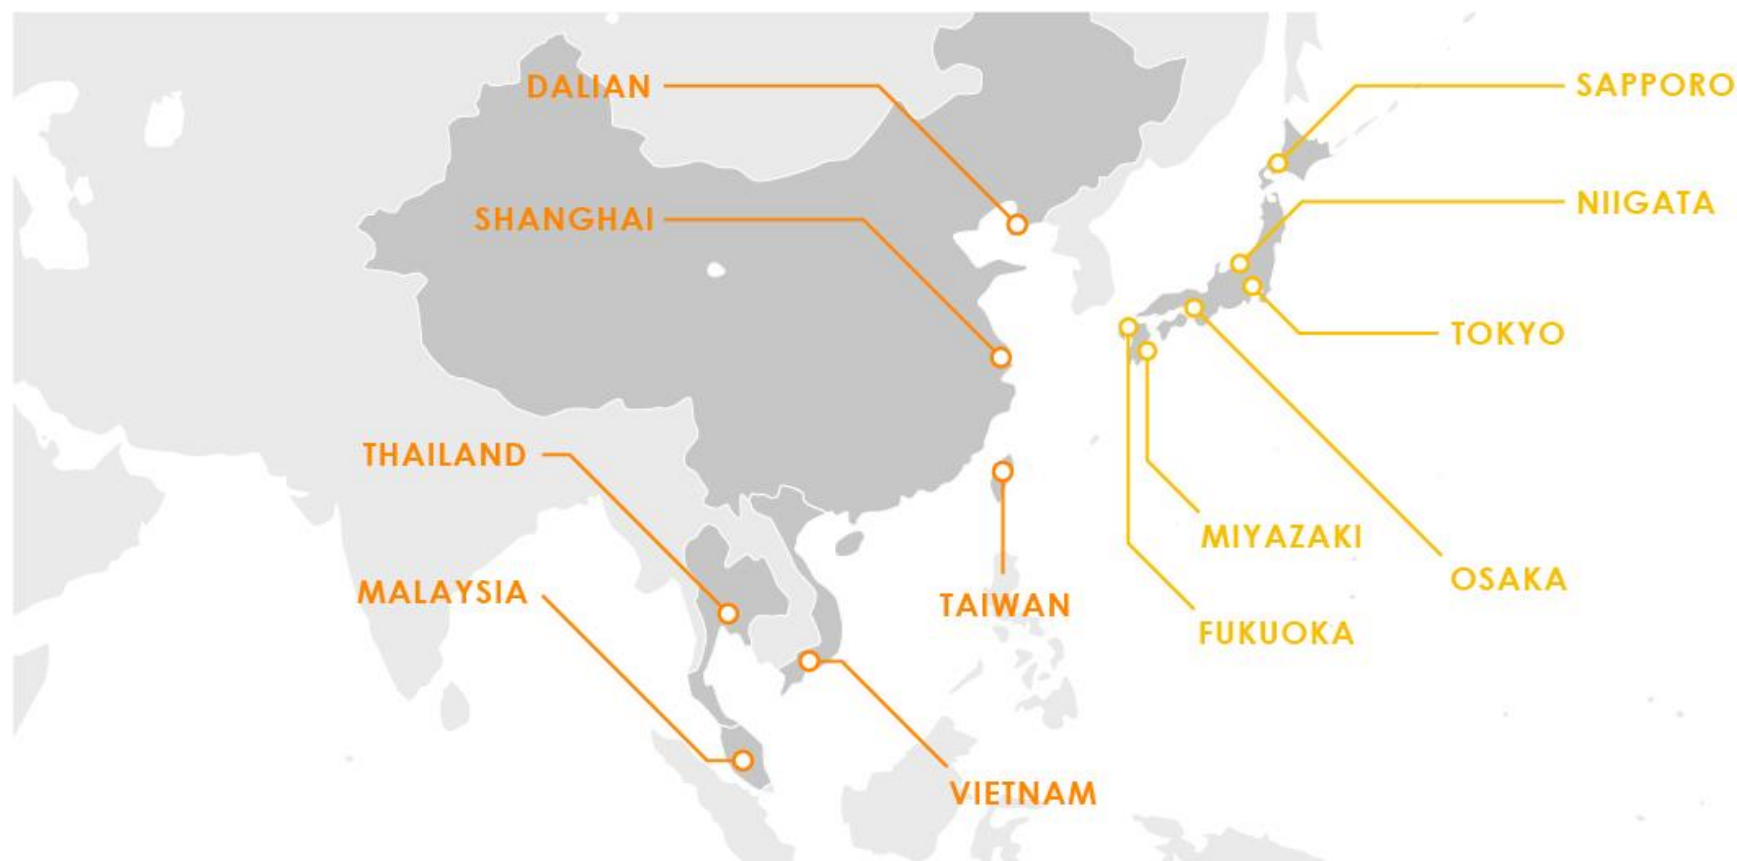 DALIAN
SAPPORO
SHANGHAI
NIIGATA
TOKYO
THAILAND
MIYAZAKI
OSAKA
MALAYSIA
TAIWAN
FUKUOKA
VIETNAM